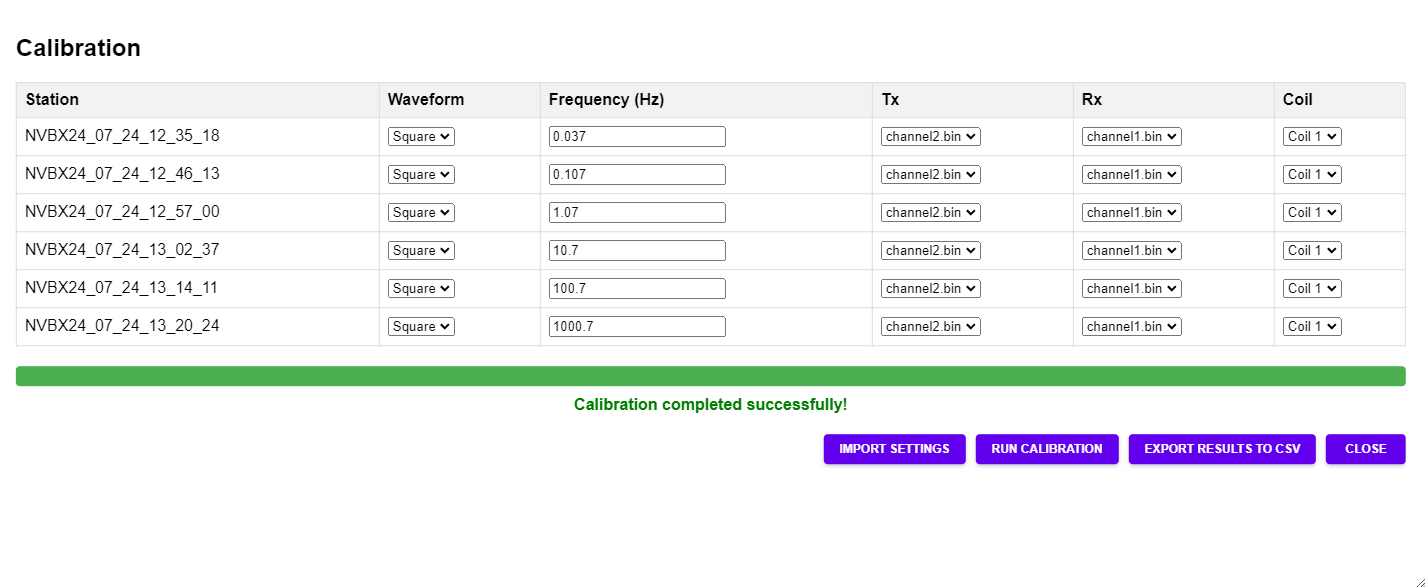 Calibration
Station Waveform Frequency (Hz) Tx Rx Coil
NVBX24_07_24_12_35_18 Square 0.037 channel2.bin channel1.bin Coil 1
NVBX24_07_24_12_46_13 Square 0.107 channel2.bin channel1.bin Coil 1
NVBX24_07_24_12_57_00 Square 1.07 channel2.bin channel1.bin Coil 1
NVBX24_07_24_13_02_37 Square 10.7 channel2.bin channel1.bin Coil 1
NVBX24_07_24_13_14_11 Square 100.7 channel2.bin channel1.bin Coil 1
NVBX24_07_24_13_20_24 Square 1000.7 channel2.bin channel1.bin Coil 1
Calibration completed successfully!
IMPORT SETTINGS RUN CALIBRATION EXPORT RESULTS TO CSV CLOSE